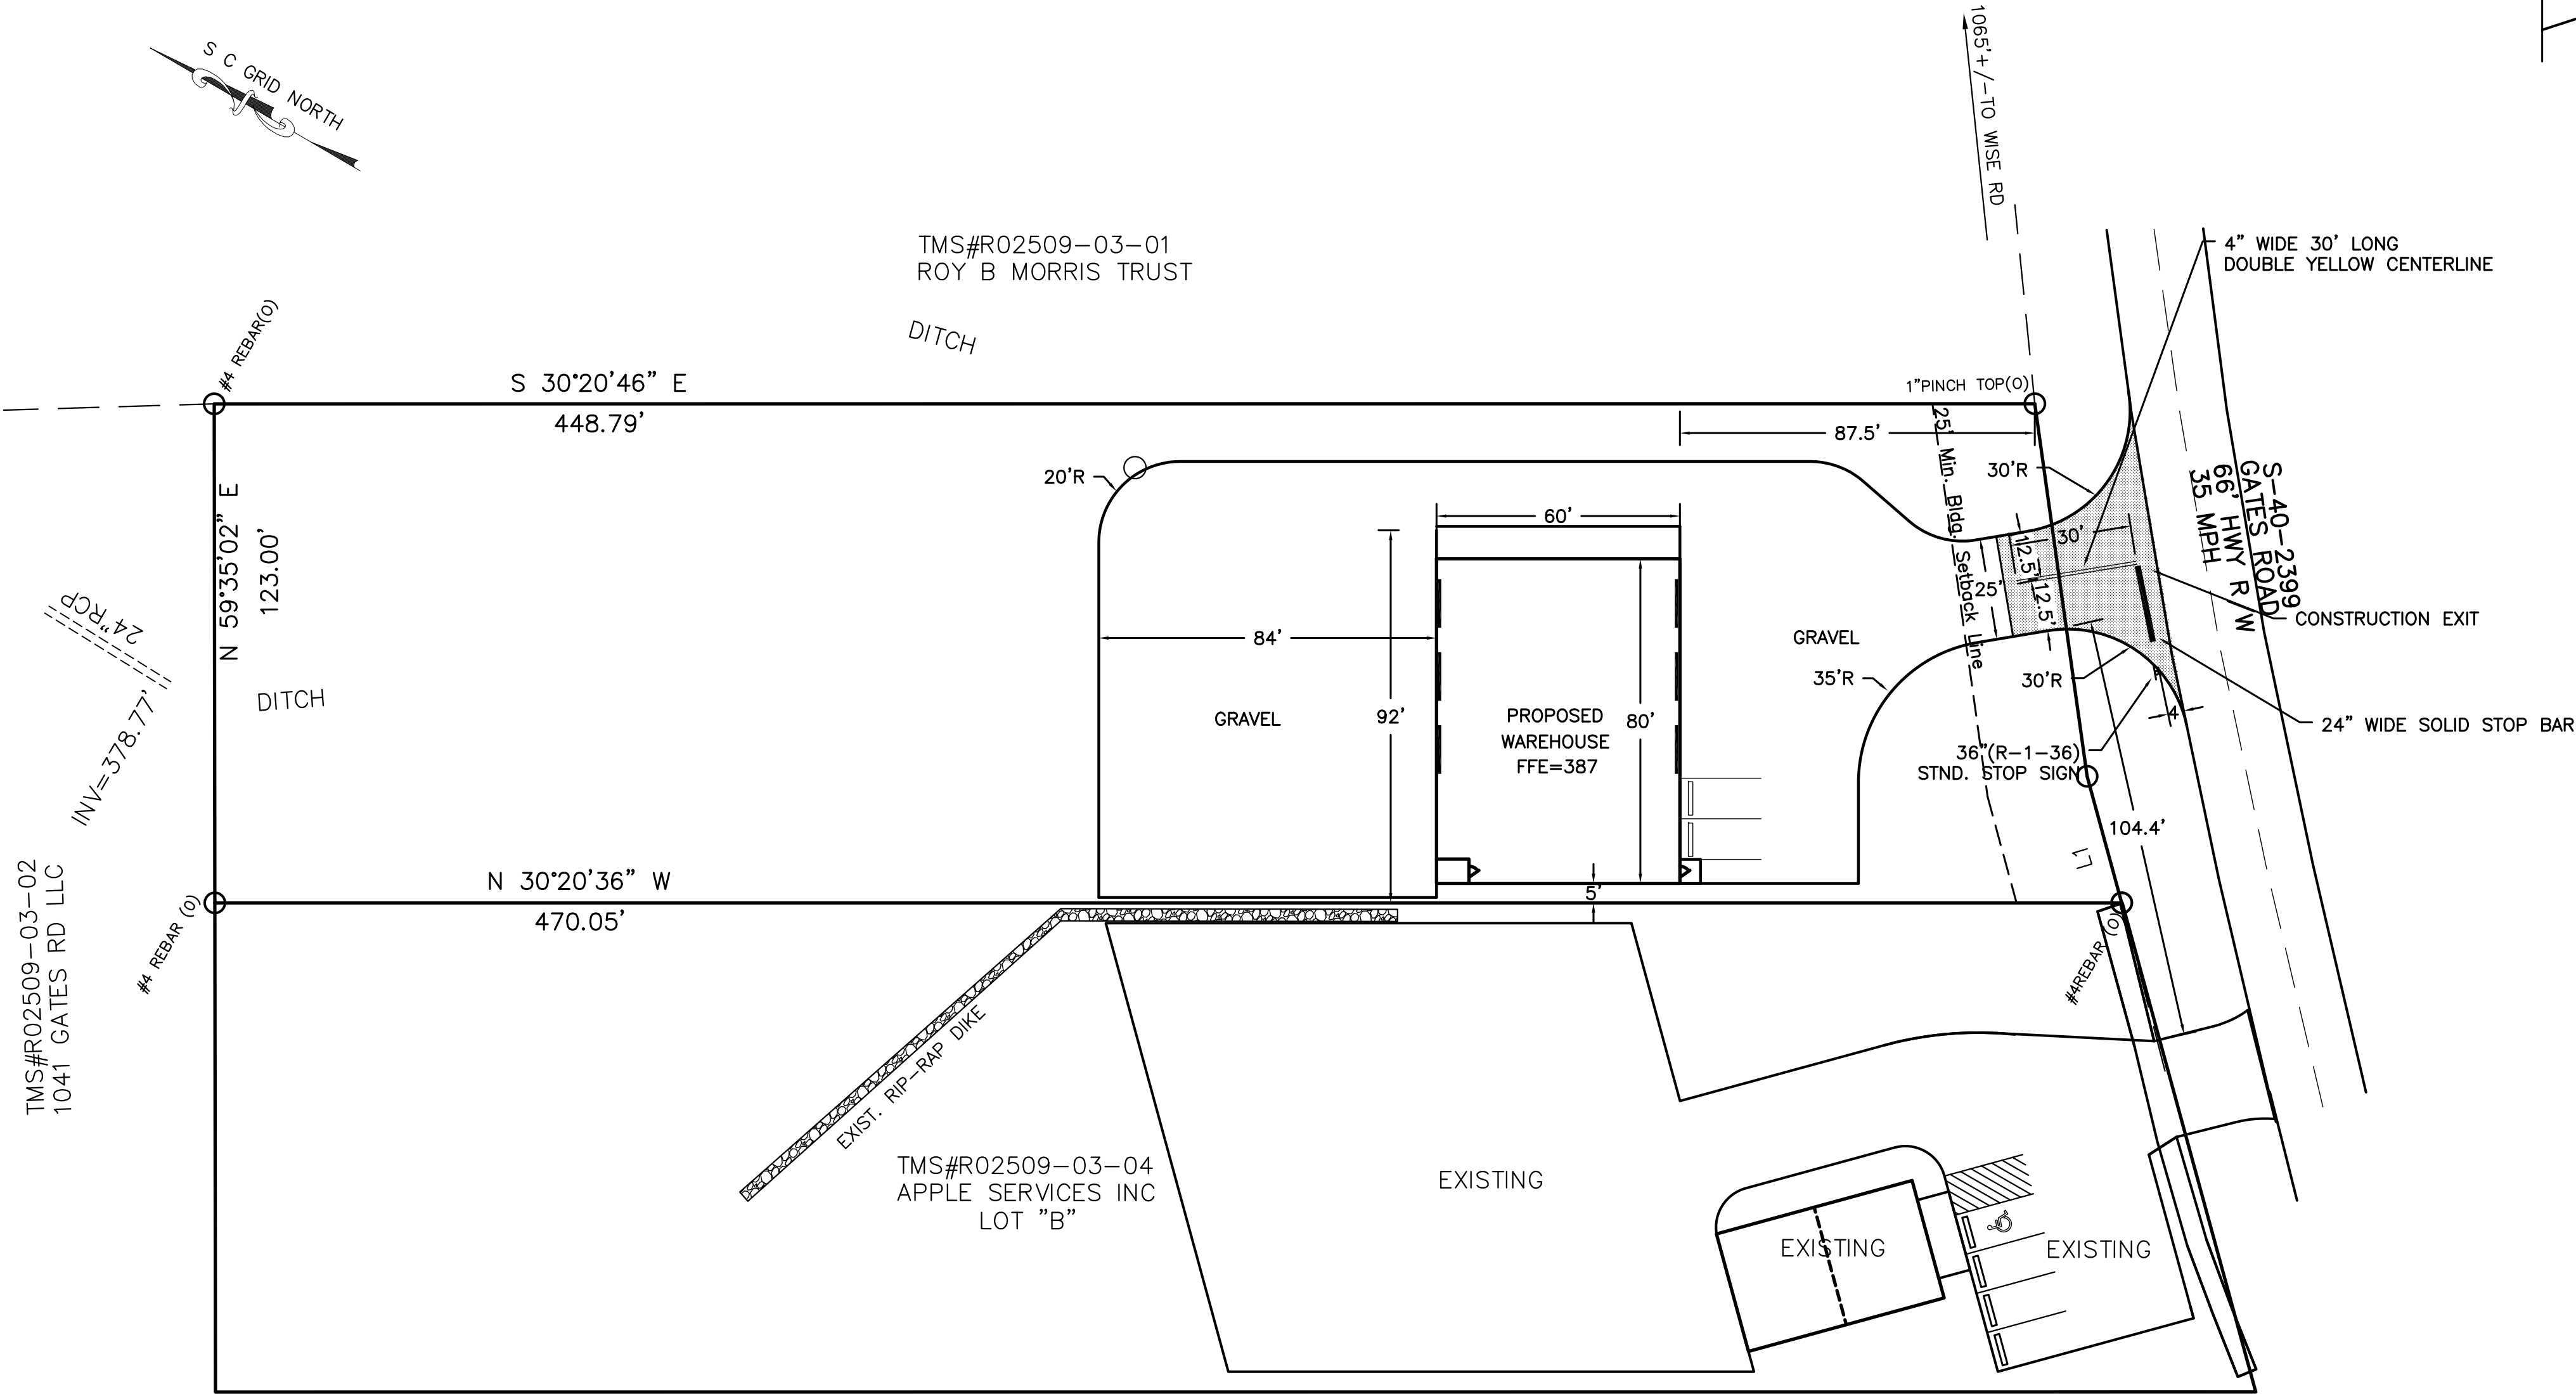 S C GRID NORTH
1065'+/-TO WISE RD
TMS#R02509-03-01
ROY B MORRIS TRUST
DITCH
4" WIDE 30' LONG
DOUBLE YELLOW CENTERLINE
#4 REBAR(O)
S 30°20'46" E
448.79'
1"PINCH TOP(O)
87.5'
25' Min. Bldg. Setback Line
20'R
30'R
S-40-2399
GATES ROAD
66' HWY R W
35 MPH
N 59°35'02" E
123.00'
60'
30'
12.5'
12.5'
25'
CONSTRUCTION EXIT
24"RCP
INV=378.77'
DITCH
84'
GRAVEL
92'
PROPOSED
WAREHOUSE
FFE=387
80'
GRAVEL
35'R
30'R
4
24" WIDE SOLID STOP BAR
36"(R-1-36)
STND. STOP SIGN
104.4'
L1
TMS#R02509-03-02
1041 GATES RD LLC
#4 REBAR (O)
N 30°20'36" W
470.05'
5'
#4REBAR (O)
EXIST. RIP-RAP DIKE
TMS#R02509-03-04
APPLE SERVICES INC
LOT "B"
EXISTING
EXISTING
EXISTING